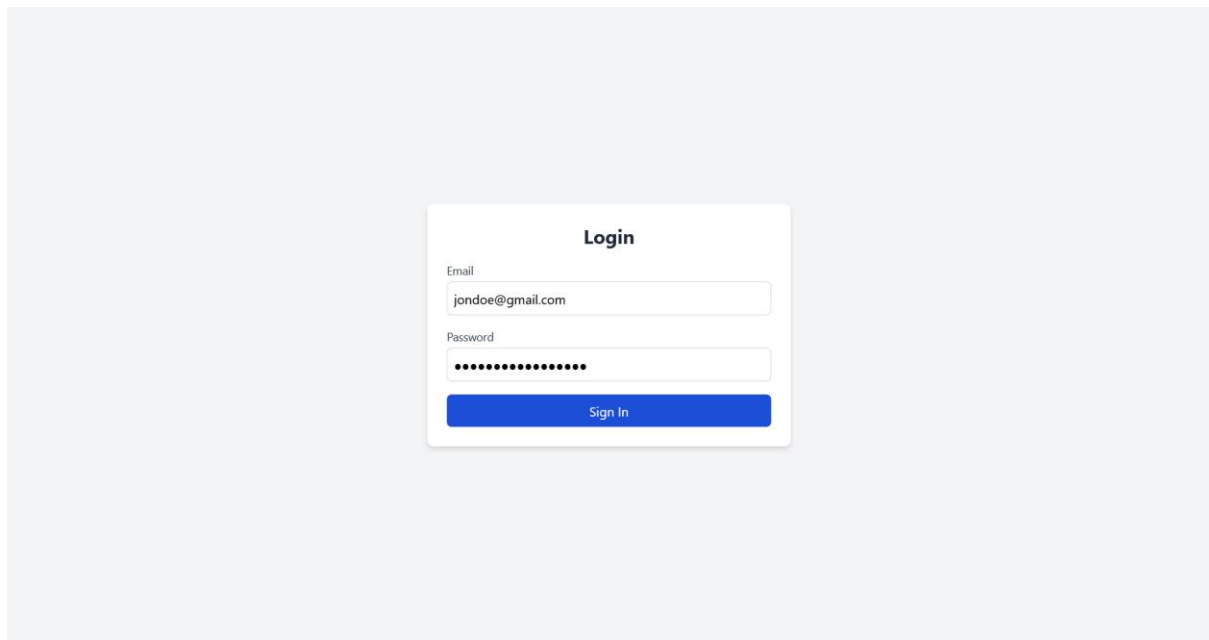 Login
Email
jondoe@gmail.com
Password
•••••••••••••••••
Sign In